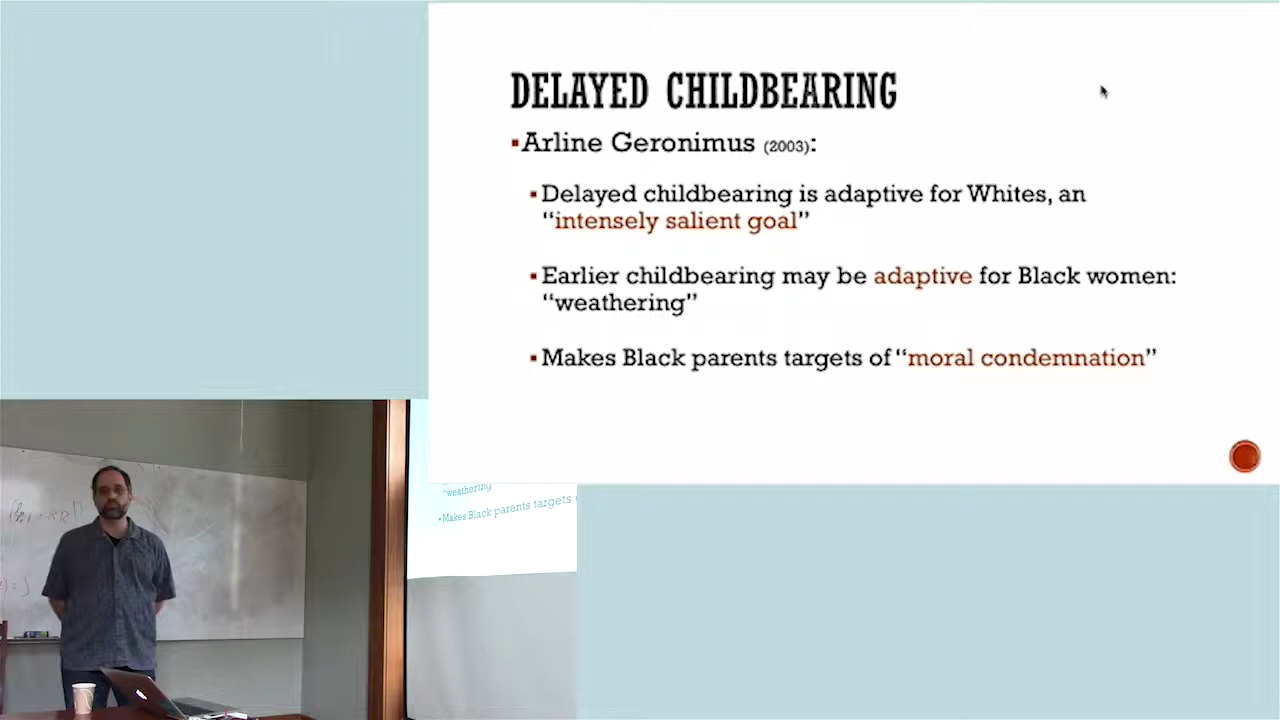 DELAYED CHILDBEARING
▪Arline Geronimus (2003):
▪Delayed childbearing is adaptive for Whites, an
“intensely salient goal”
▪Earlier childbearing may be adaptive for Black women:
“weathering”
▪Makes Black parents targets of “moral condemnation”
“weathering
▪Makes Black parents targets